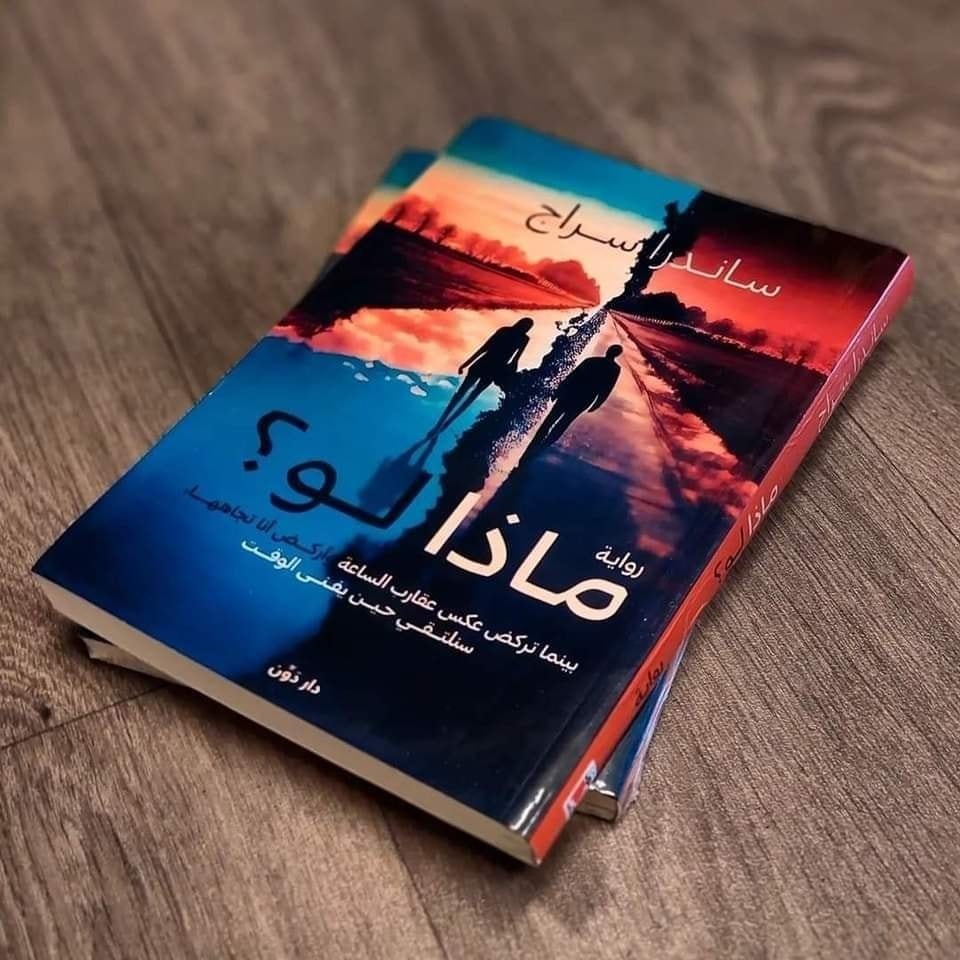 ساندرا سراج
رواية
ماذا لو؟
بينما تركض عكس عقارب الساعة أركض أنا تجاهها،
سنلتقي حين يفنى الوقت
دار دَوِّن
ساندرا سراج
ماذا لو؟
رواية